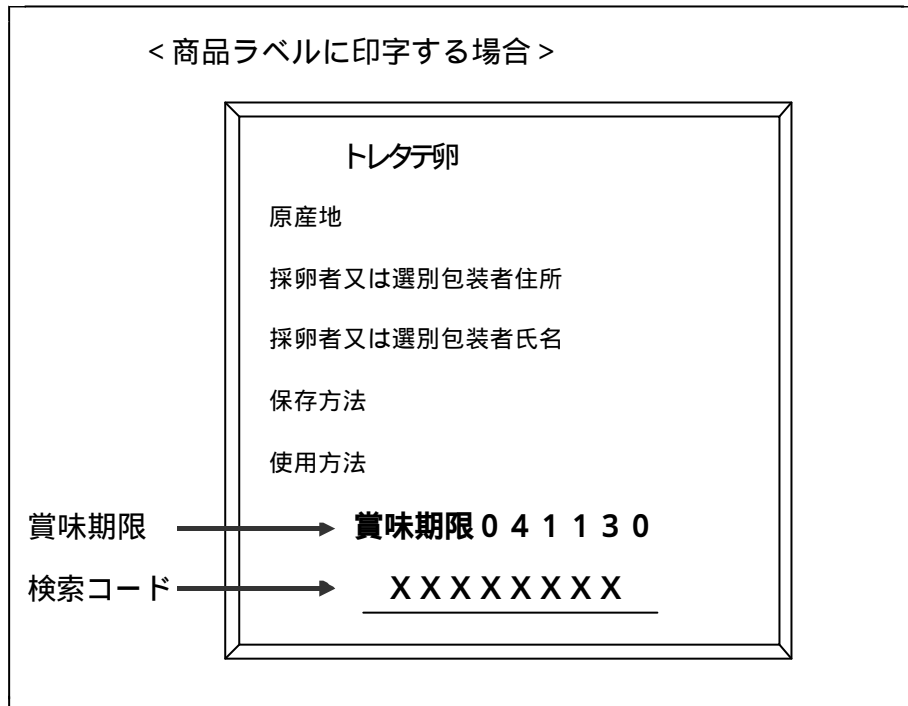 <商品ラベルに印字する場合>
トレタテ卵
原産地
採卵者又は選別包装者住所
採卵者又は選別包装者氏名
保存方法
使用方法
賞味期限 賞味期限041130
検索コード XXXXXXXX